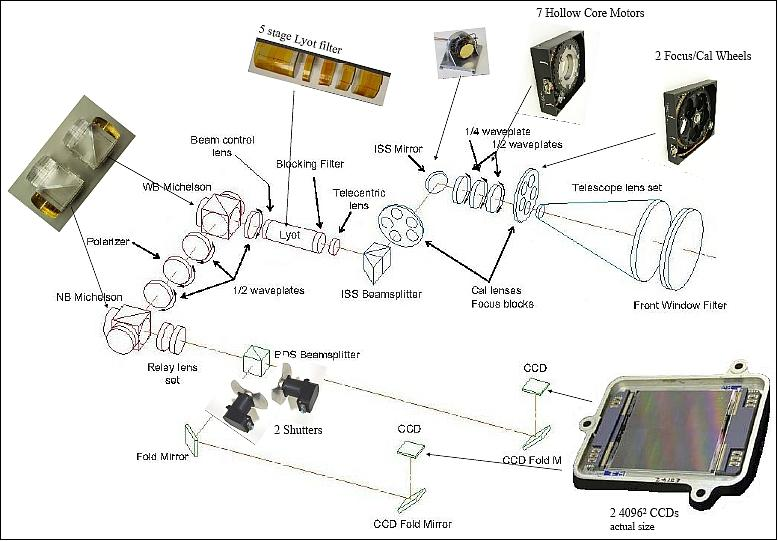 7 Hollow Core Motors
5 stage Lyot filter
2 Focus/Cal Wheels
1/4 waveplate
1/2 waveplates
ISS Mirror
Beam control
lens
Blocking Filter
WB Michelson
Telecentric
lens
Telescope lens set
Lyot
Polarizer
1/2 waveplates
ISS Beamsplitter
Cal lenses
Focus blocks
NB Michelson
Front Window Filter
Relay lens
set
BDS Beamsplitter
CCD
2 Shutters
CCD
Fold Mirror
CCD Fold M
CCD Fold Mirror
2 4096² CCDs
actual size